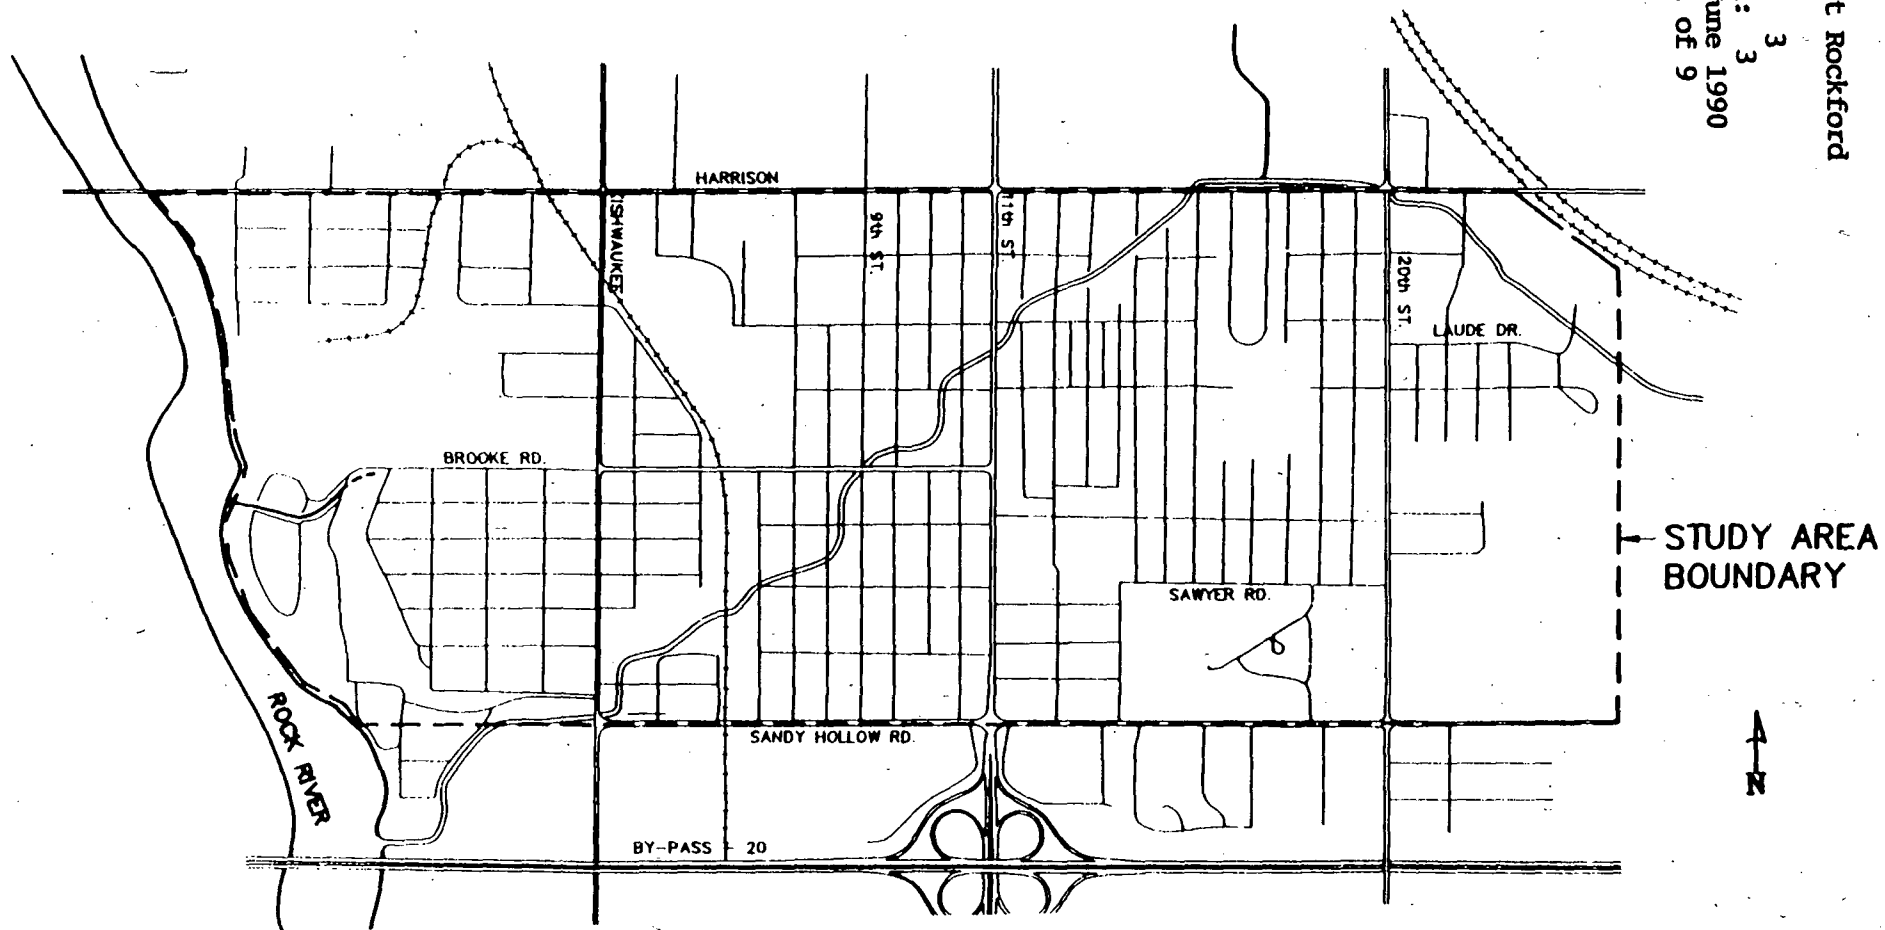 t Rockford
3
: 3
une 1990
of 9
HARRISON
ISHWAUKEE
9th ST.
11th ST.
20th ST.
LAUDE DR.
BROOKE RD.
STUDY AREA
BOUNDARY
SAWYER RD.
ROCK RIVER
SANDY HOLLOW RD.
N
BY-PASS - 20